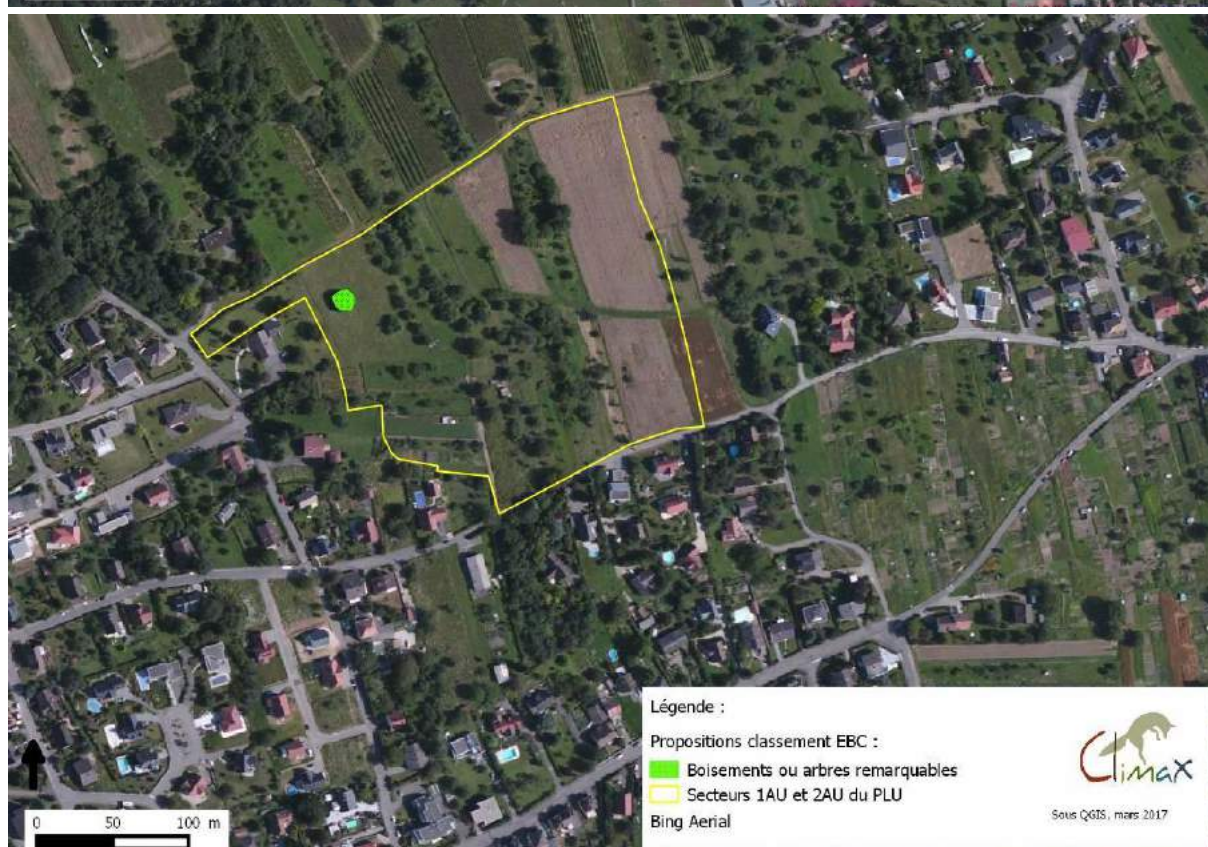 Légende :
Propositions classement EBC :
Boisements ou arbres remarquables
Secteurs 1AU et 2AU du PLU
Bing Aerial
ClimaX
Sous QGIS, mars 2017
0 50 100 m